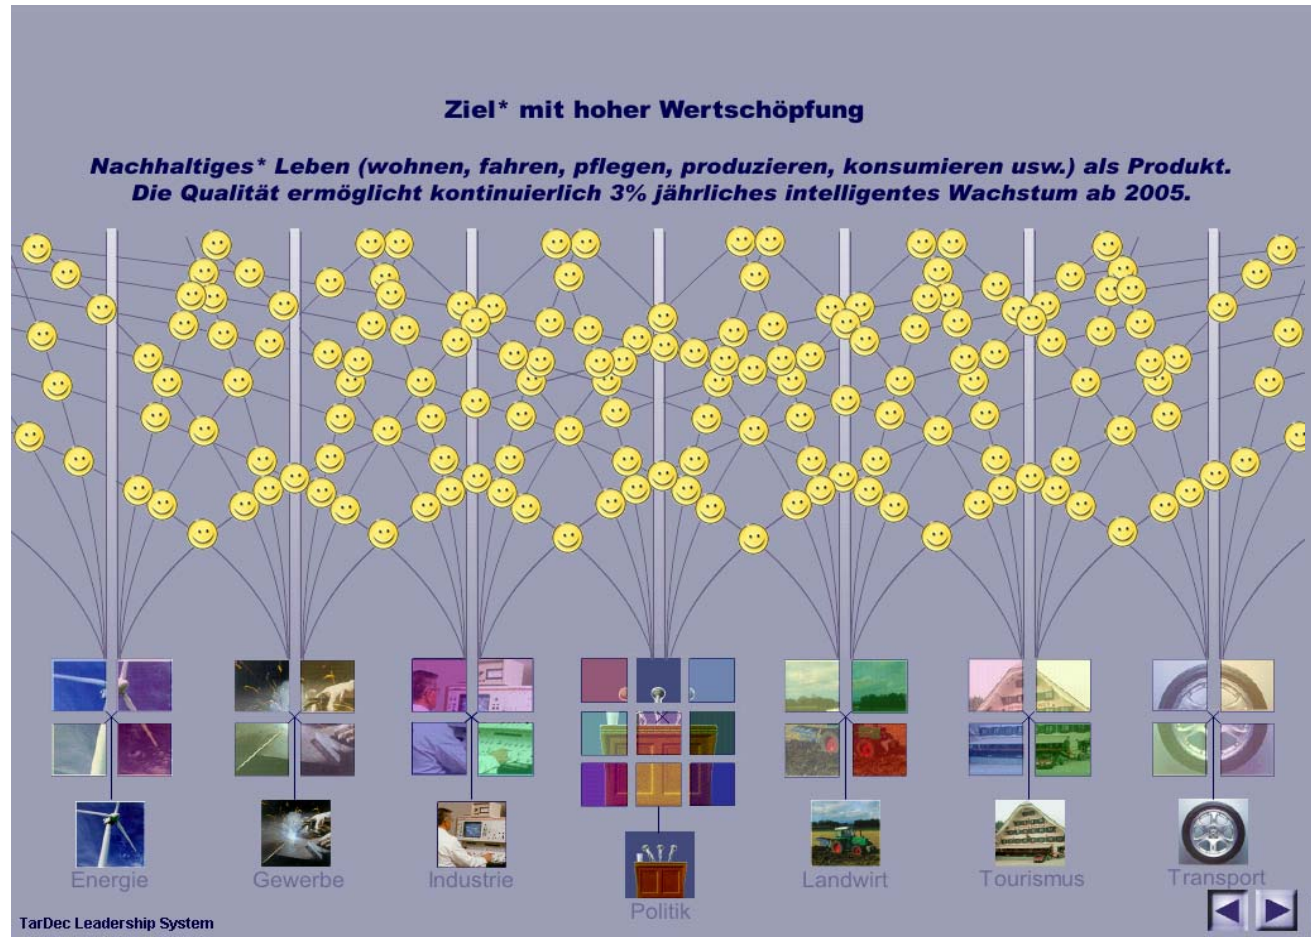 Ziel* mit hoher Wertschöpfung
Nachhaltiges* Leben (wohnen, fahren, pflegen, produzieren, konsumieren usw.) als Produkt.
Die Qualität ermöglicht kontinuierlich 3% jährliches intelligentes Wachstum ab 2005.
Energie
Gewerbe
Industrie
Politik
Landwirt
Tourismus
Transport
TarDec Leadership System